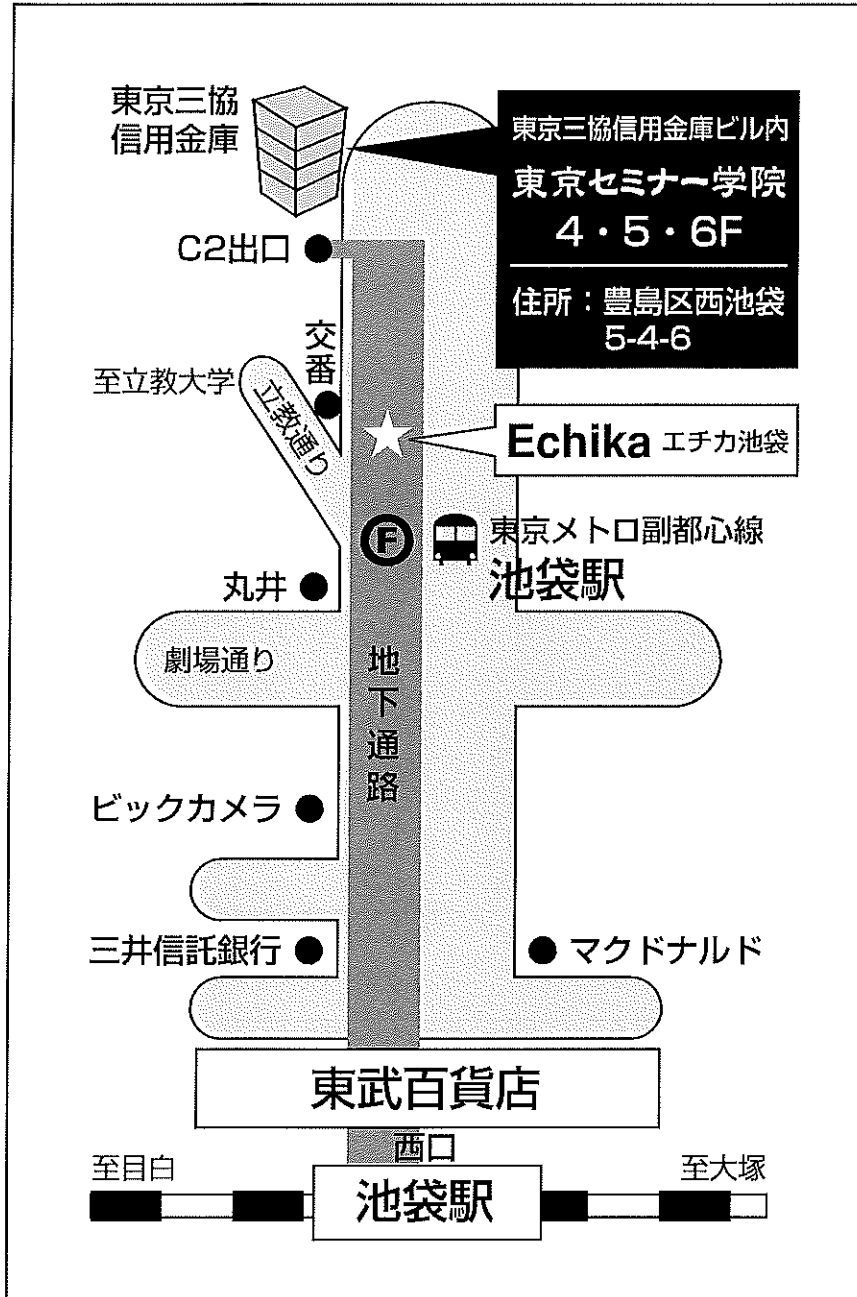 東京三協
信用金庫
東京三協信用金庫ビル内
東京セミナー学院
4・5・6F
住所：豊島区西池袋
5-4-6
C2出口
交番
至立教大学
立教通り
Echika エチカ池袋
F
東京メトロ副都心線
池袋駅
丸井
劇場通り
地下通路
ビックカメラ
三井信託銀行
マクドナルド
東武百貨店
西口
至目白
至大塚
池袋駅